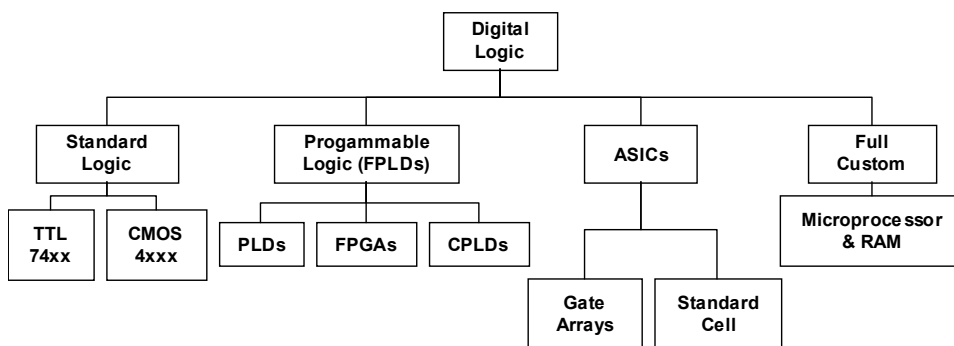 Digital
Logic
Standard
Logic
Progammable
Logic (FPLDs)
ASICs
Full
Custom
TTL
74xx
CMOS
4xxx
PLDs
FPGAs
CPLDs
Microprocessor
& RAM
Gate
Arrays
Standard
Cell